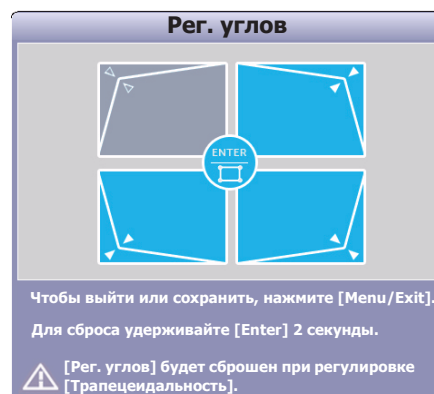 Рег. углов
ENTER
Чтобы выйти или сохранить, нажмите [Menu/Exit].
Для сброса удерживайте [Enter] 2 секунды.
[Рег. углов] будет сброшен при регулировке
[Трапецеидальность].